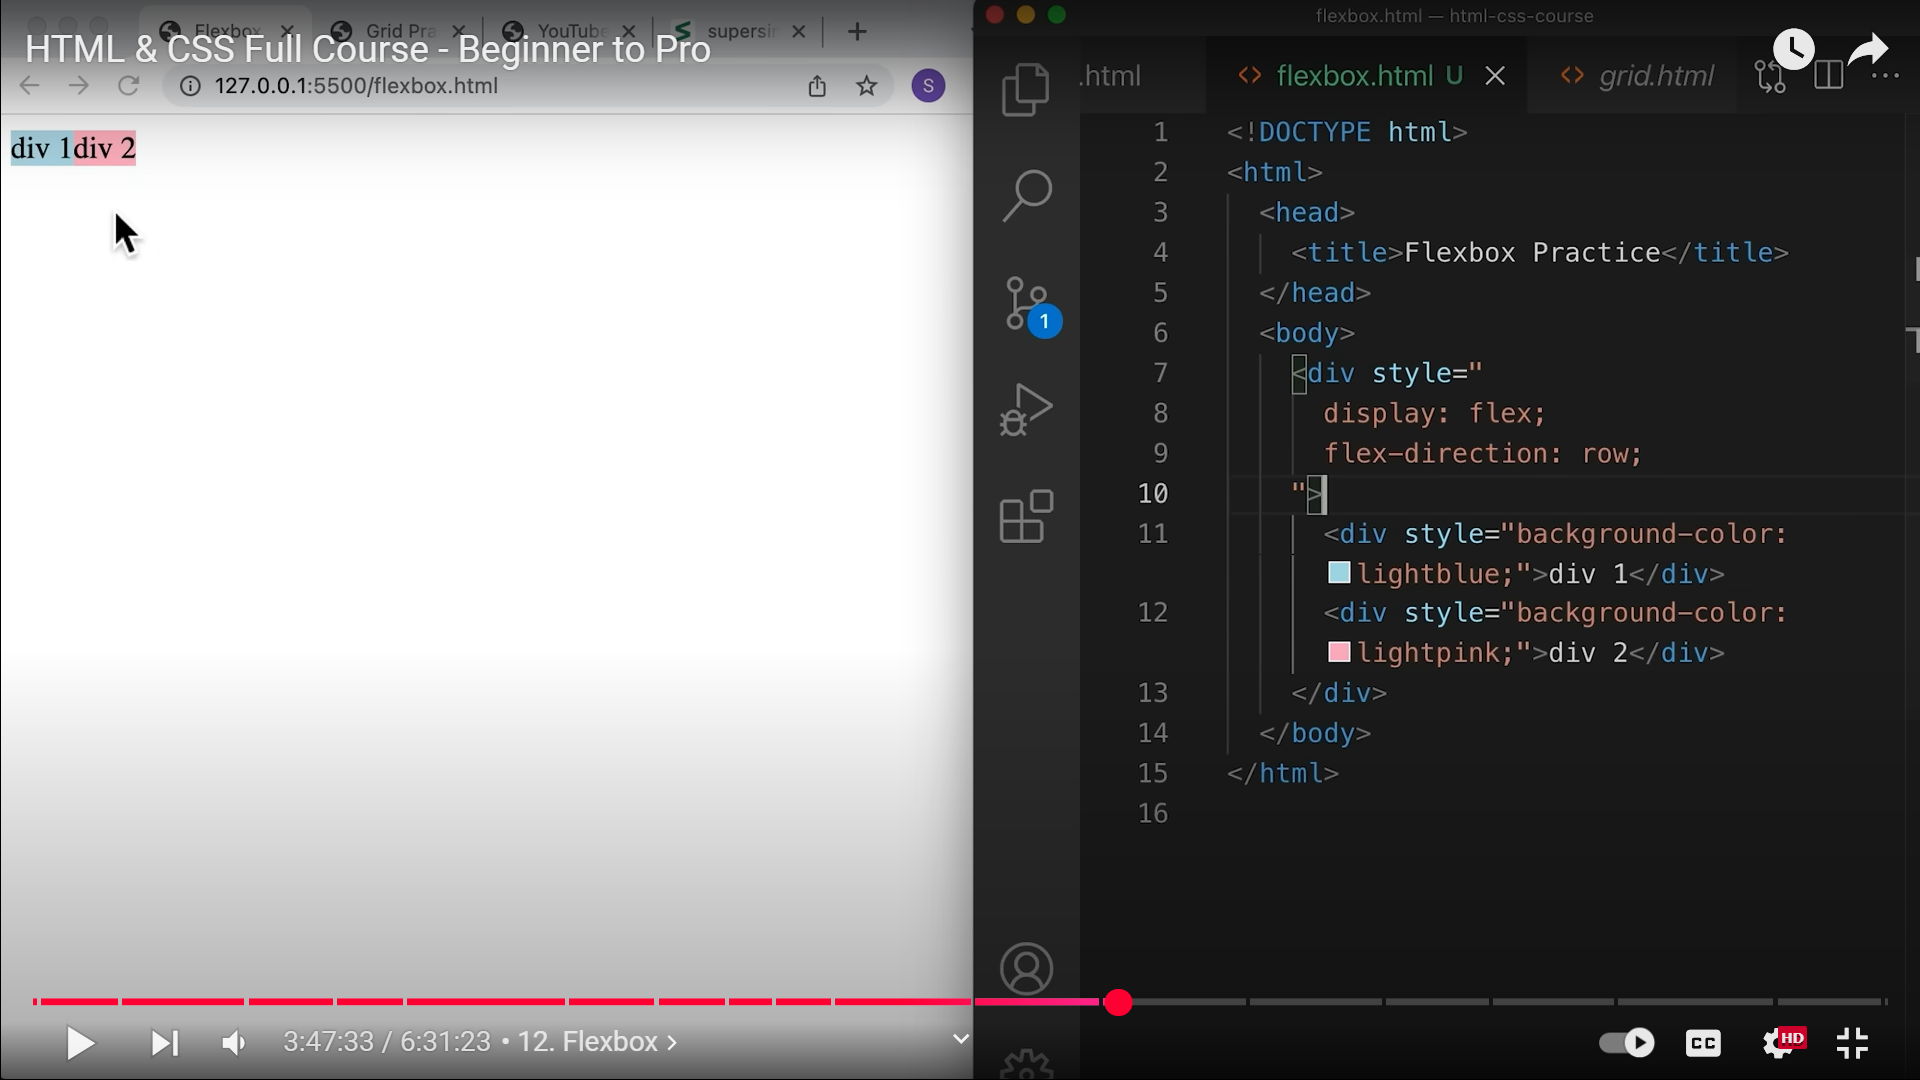 HTML & CSS Full Course - Beginner to Pro
Flexbox
Grid Pra
YouTube
supersim
127.0.0.1:5500/flexbox.html
S
div 1div 2
flexbox.html — html-css-course
.html
flexbox.html U
grid.html
1
1 <!DOCTYPE html>
2 <html>
3 <head>
4 <title>Flexbox Practice</title>
5 </head>
6 <body>
7 <div style="
8 display: flex;
9 flex-direction: row;
10 ">
11 <div style="background-color:
lightblue;">div 1</div>
12 <div style="background-color:
lightpink;">div 2</div>
13 </div>
14 </body>
15 </html>
16
3:47:33 / 6:31:23 • 12. Flexbox >
CC
HD